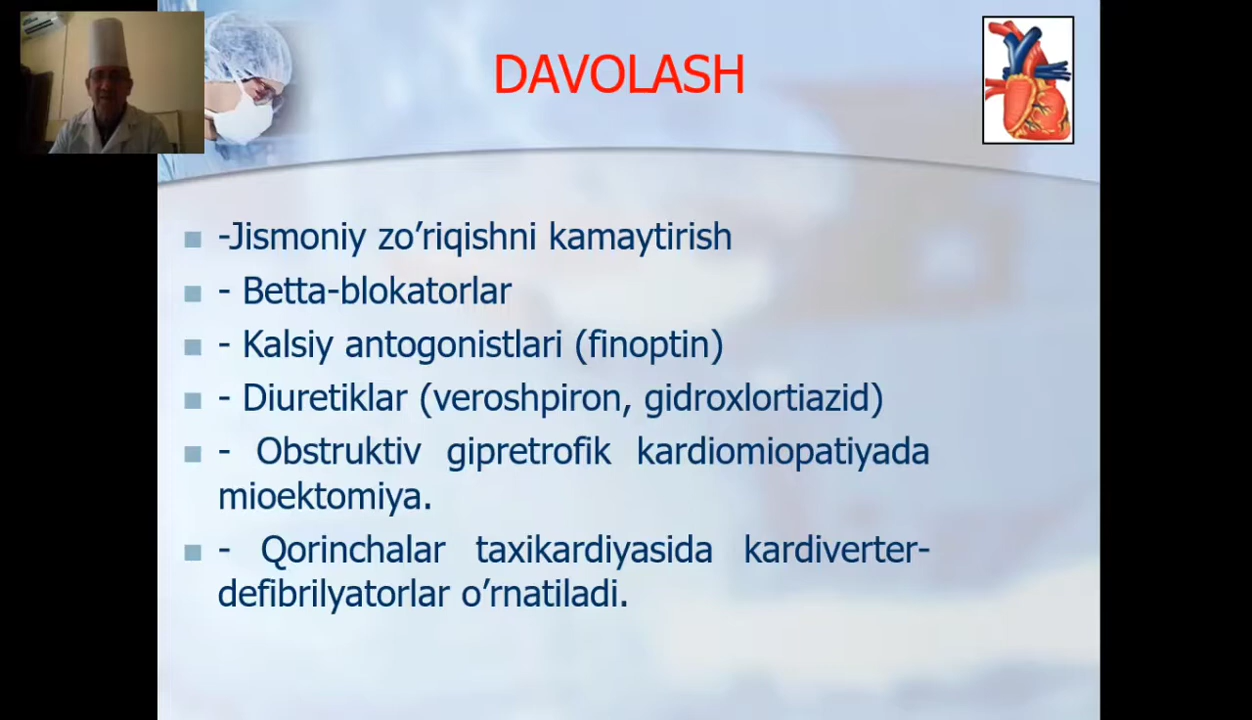 DAVOLASH
-Jismoniy zo’riqishni kamaytirish
- Betta-blokatorlar
- Kalsiy antogonistlari (finoptin)
- Diuretiklar (veroshpiron, gidroxlortiazid)
- Obstruktiv gipretrofik kardiomiopatiyada
mioektomiya.
- Qorinchalar taxikardiyasida kardiverter-
defibrilyatorlar o’rnatiladi.